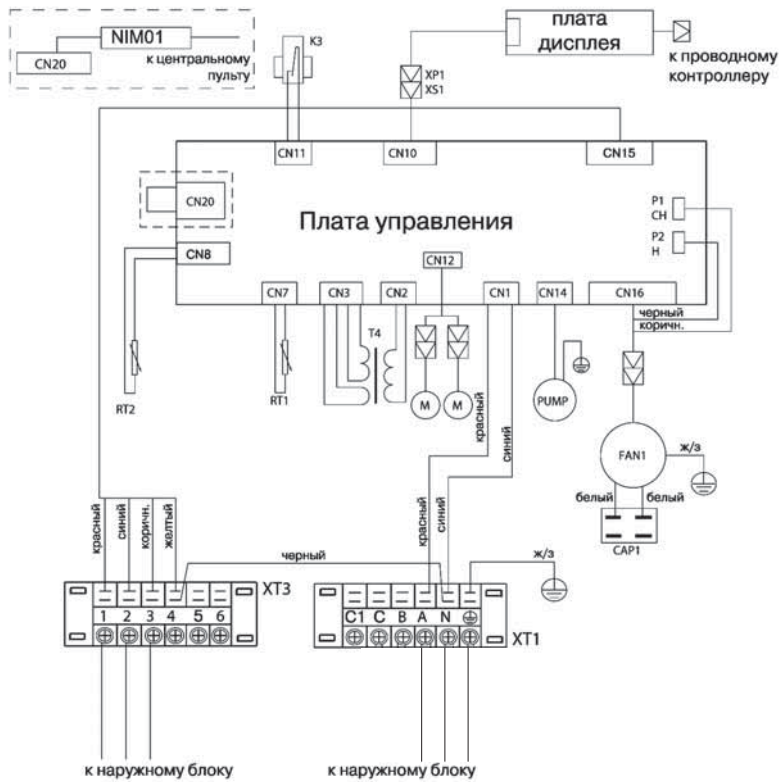 NIM01
CN20
к центральному
пульту
K3
плата
дисплея
к проводному
контроллеру
XP1
XS1
CN11
CN10
CN15
CN20
Плата управления
P1
CH
P2
H
CN8
CN12
CN7
CN3
CN2
CN1
CN14
CN16
черный
коричн.
T4
RT2
RT1
M
M
PUMP
красный
синий
FAN1
ж/з
белый
белый
CAP1
красный
синий
коричн.
желтый
красный
синий
черный
ж/з
XT3
1 2 3 4 5 6
C1 C B A N
XT1
к наружному блоку
к наружному блоку